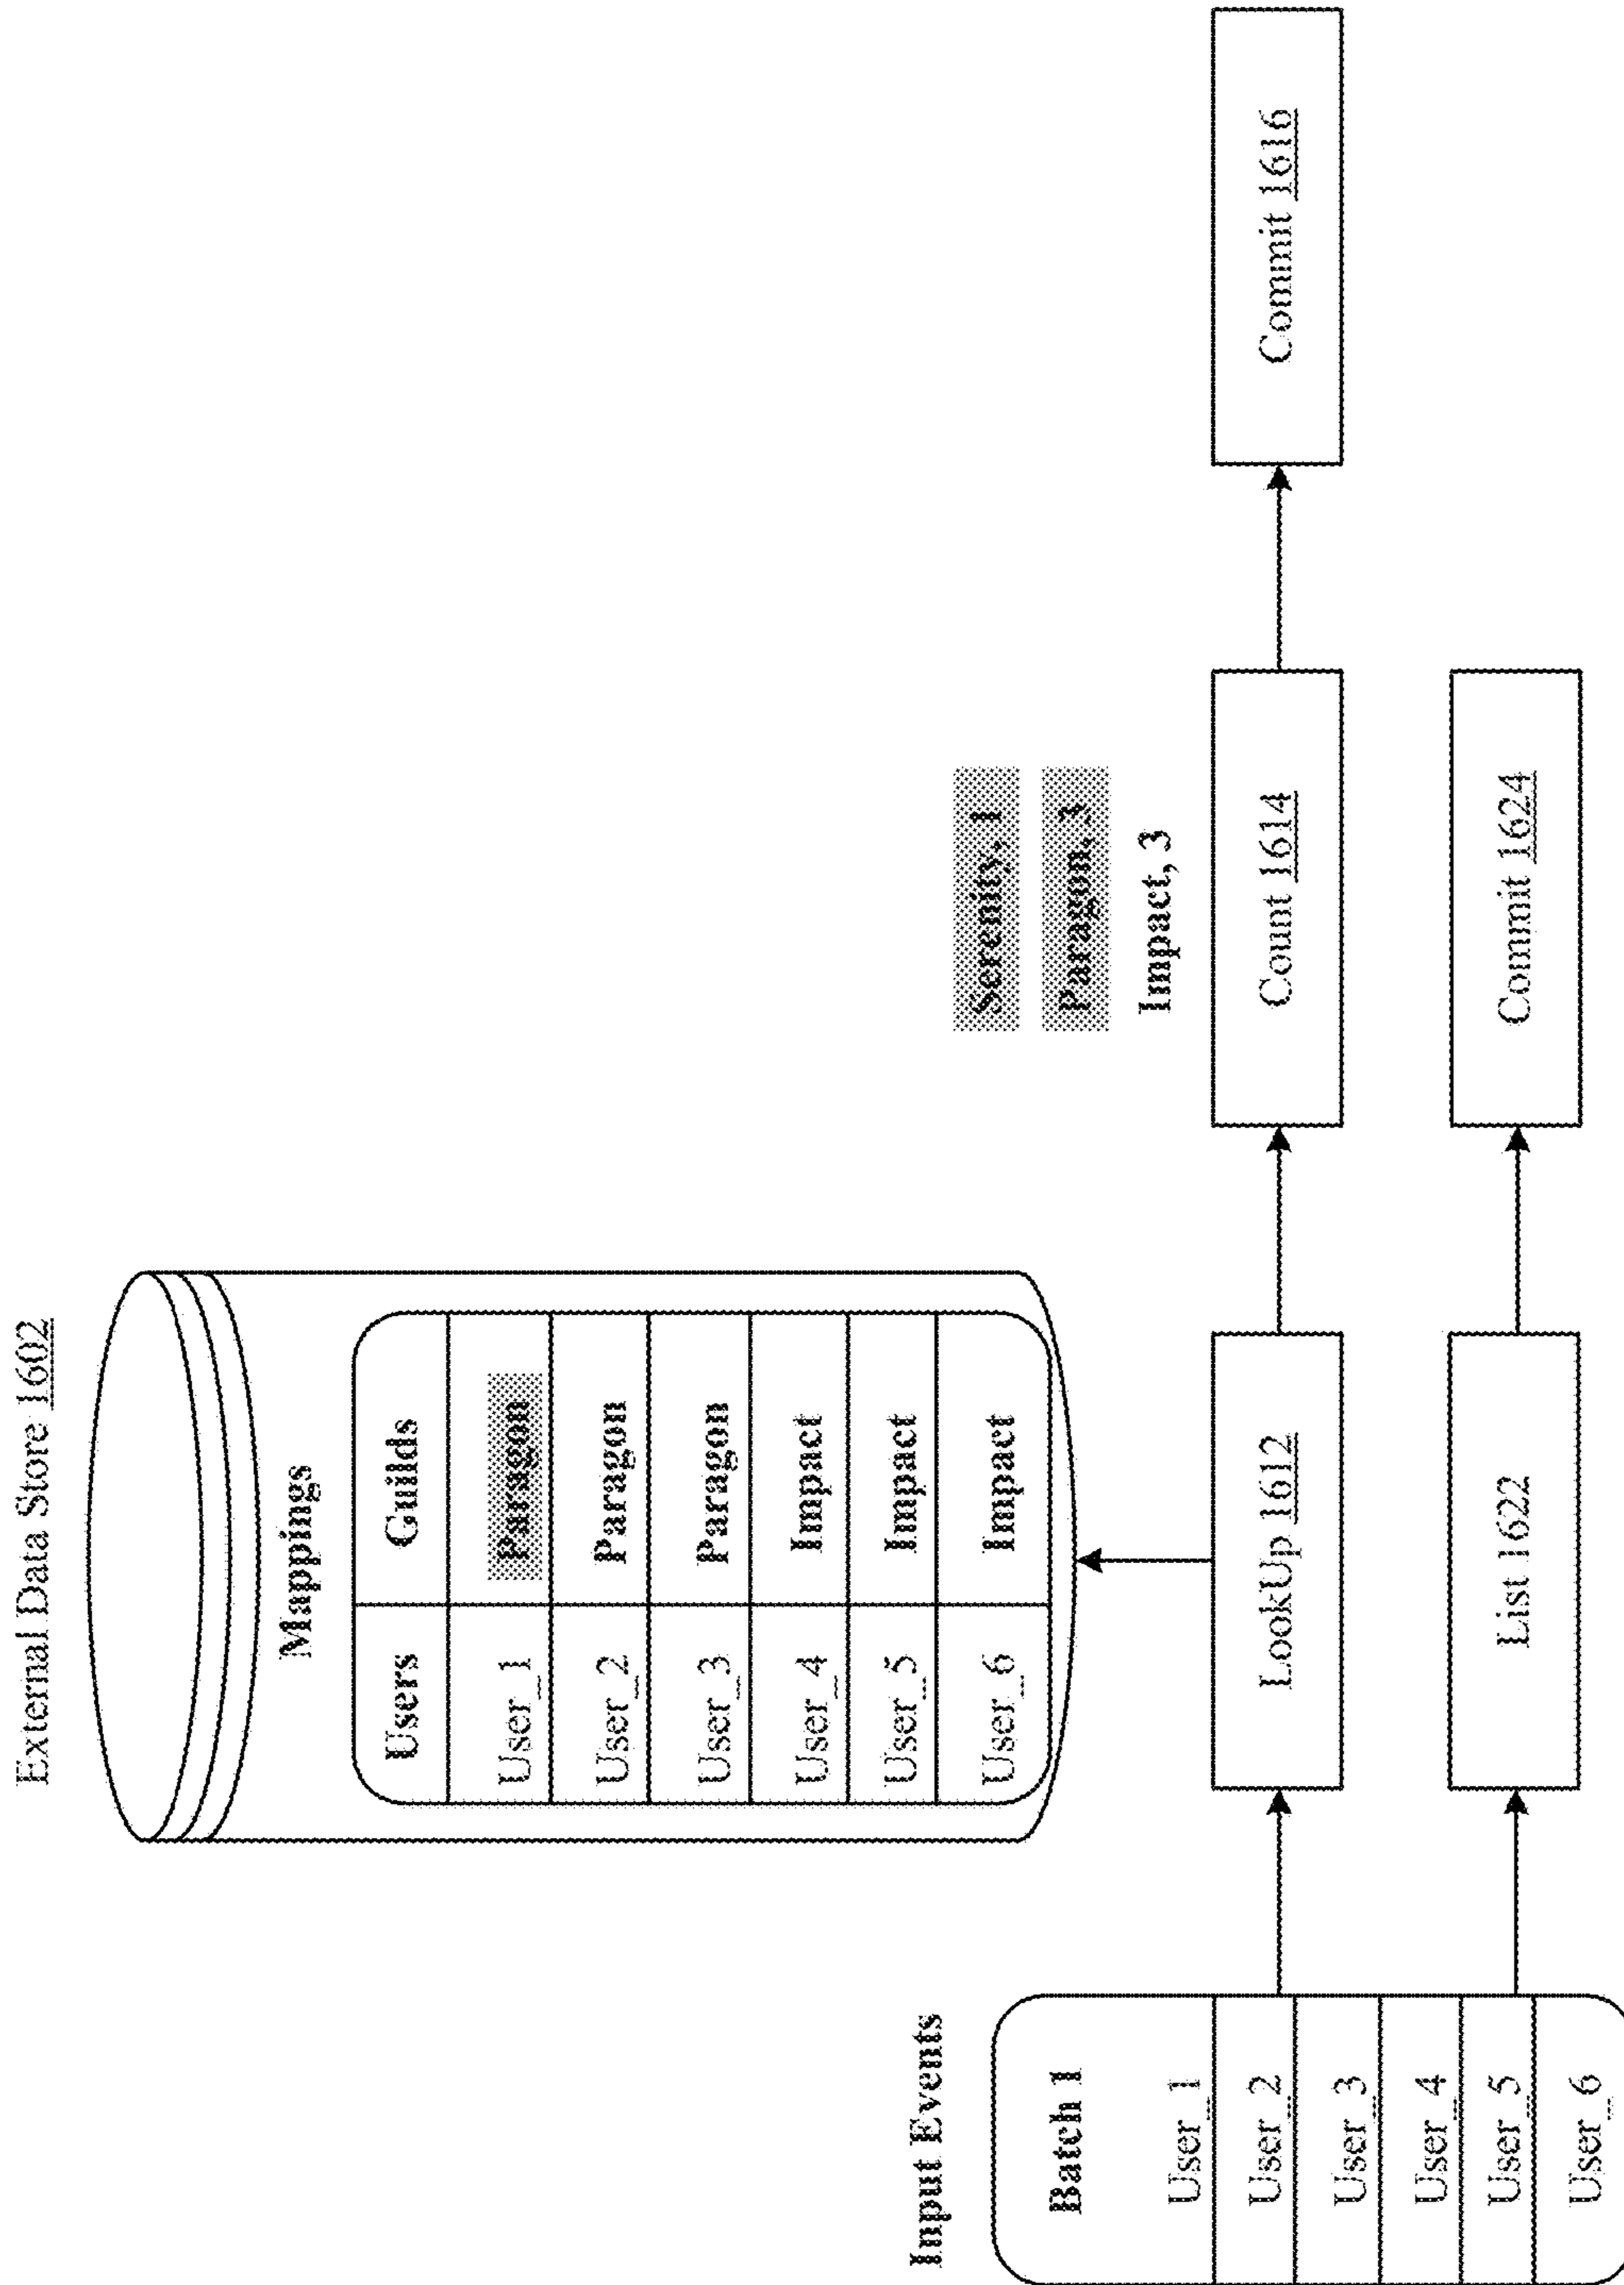 External Data Store 1602
Mappings
Users Guilds
User_1 Paragon
User_2 Paragon
User_3 Paragon
User_4 Impact
User_5 Impact
User_6 Impact
Input Events
Batch 1
User_1
User_2
User_3
User_4
User_5
User_6
Serenity, 1
Paragon, 3
Impact, 3
LookUp 1612
Count 1614
Commit 1616
List 1622
Commit 1624